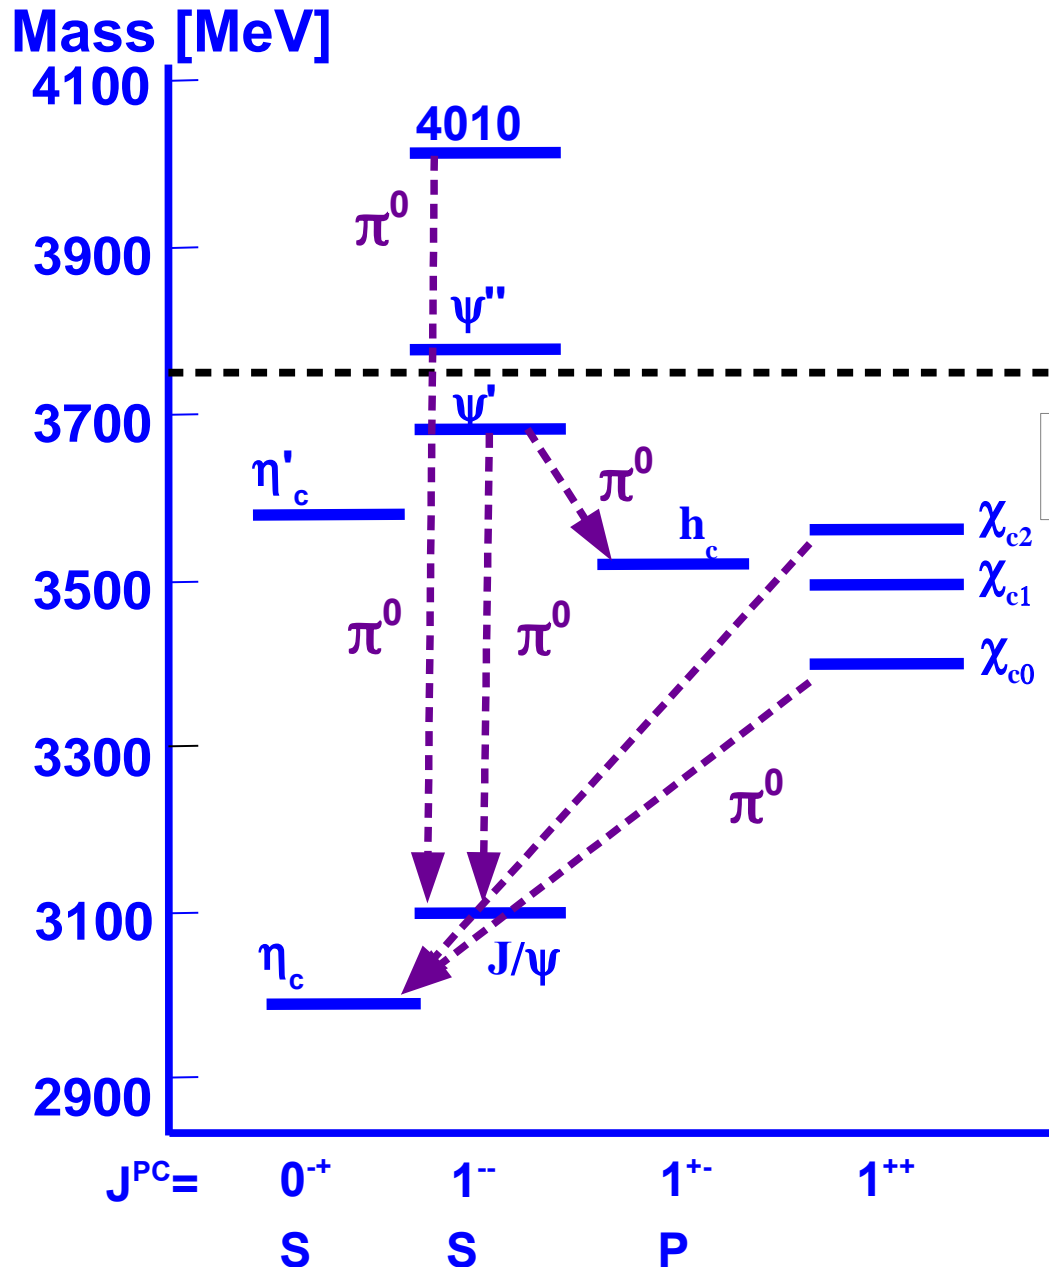 Mass [MeV]
4100
4010
π⁰
3900
ψ''
3700
ψ'
η'c
π⁰
hc
χc2
3500
χc1
π⁰
π⁰
χc0
3300
π⁰
3100
ηc
J/ψ
2900
J^PC= 0^-+ 1^-- 1^+- 1^++
S S P